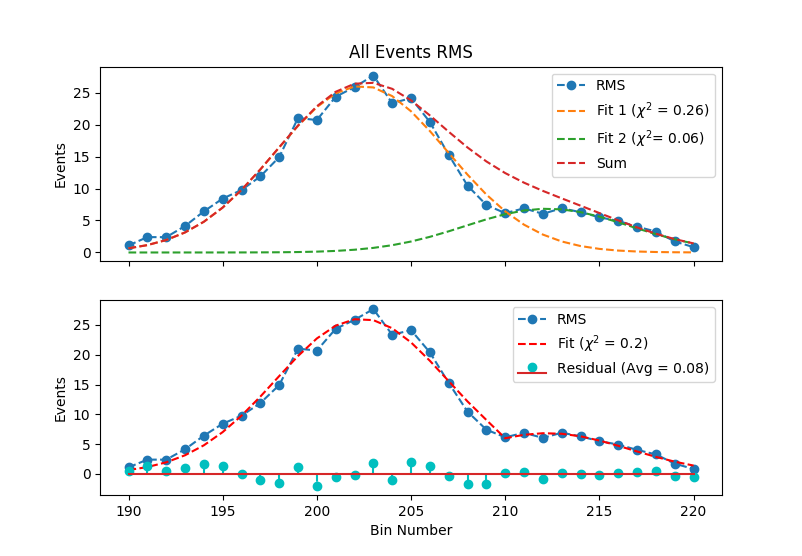 All Events RMS
Events
25
20
15
10
5
0
RMS
Fit 1 (χ² = 0.26)
Fit 2 (χ²= 0.06)
Sum
Events
25
20
15
10
5
0
RMS
Fit (χ² = 0.2)
Residual (Avg = 0.08)
190 195 200 205 210 215 220
Bin Number